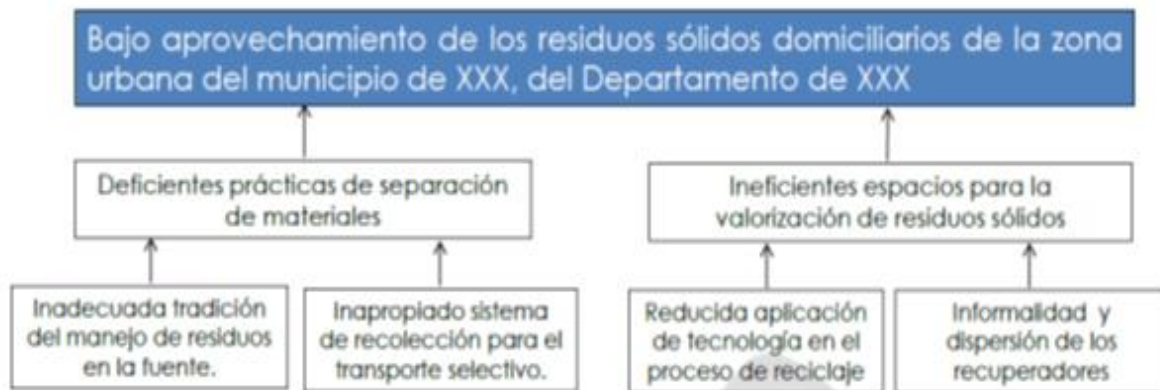 Bajo aprovechamiento de los residuos sólidos domiciliarios de la zona
urbana del municipio de XXX, del Departamento de XXX
Deficientes prácticas de separación
de materiales
Ineficientes espacios para la
valorización de residuos sólidos
Inadecuada tradición
del manejo de residuos
en la fuente.
Inapropiado sistema
de recolección para el
transporte selectivo.
Reducida aplicación
de tecnología en el
proceso de reciclaje
Informalidad y
dispersión de los
recuperadores